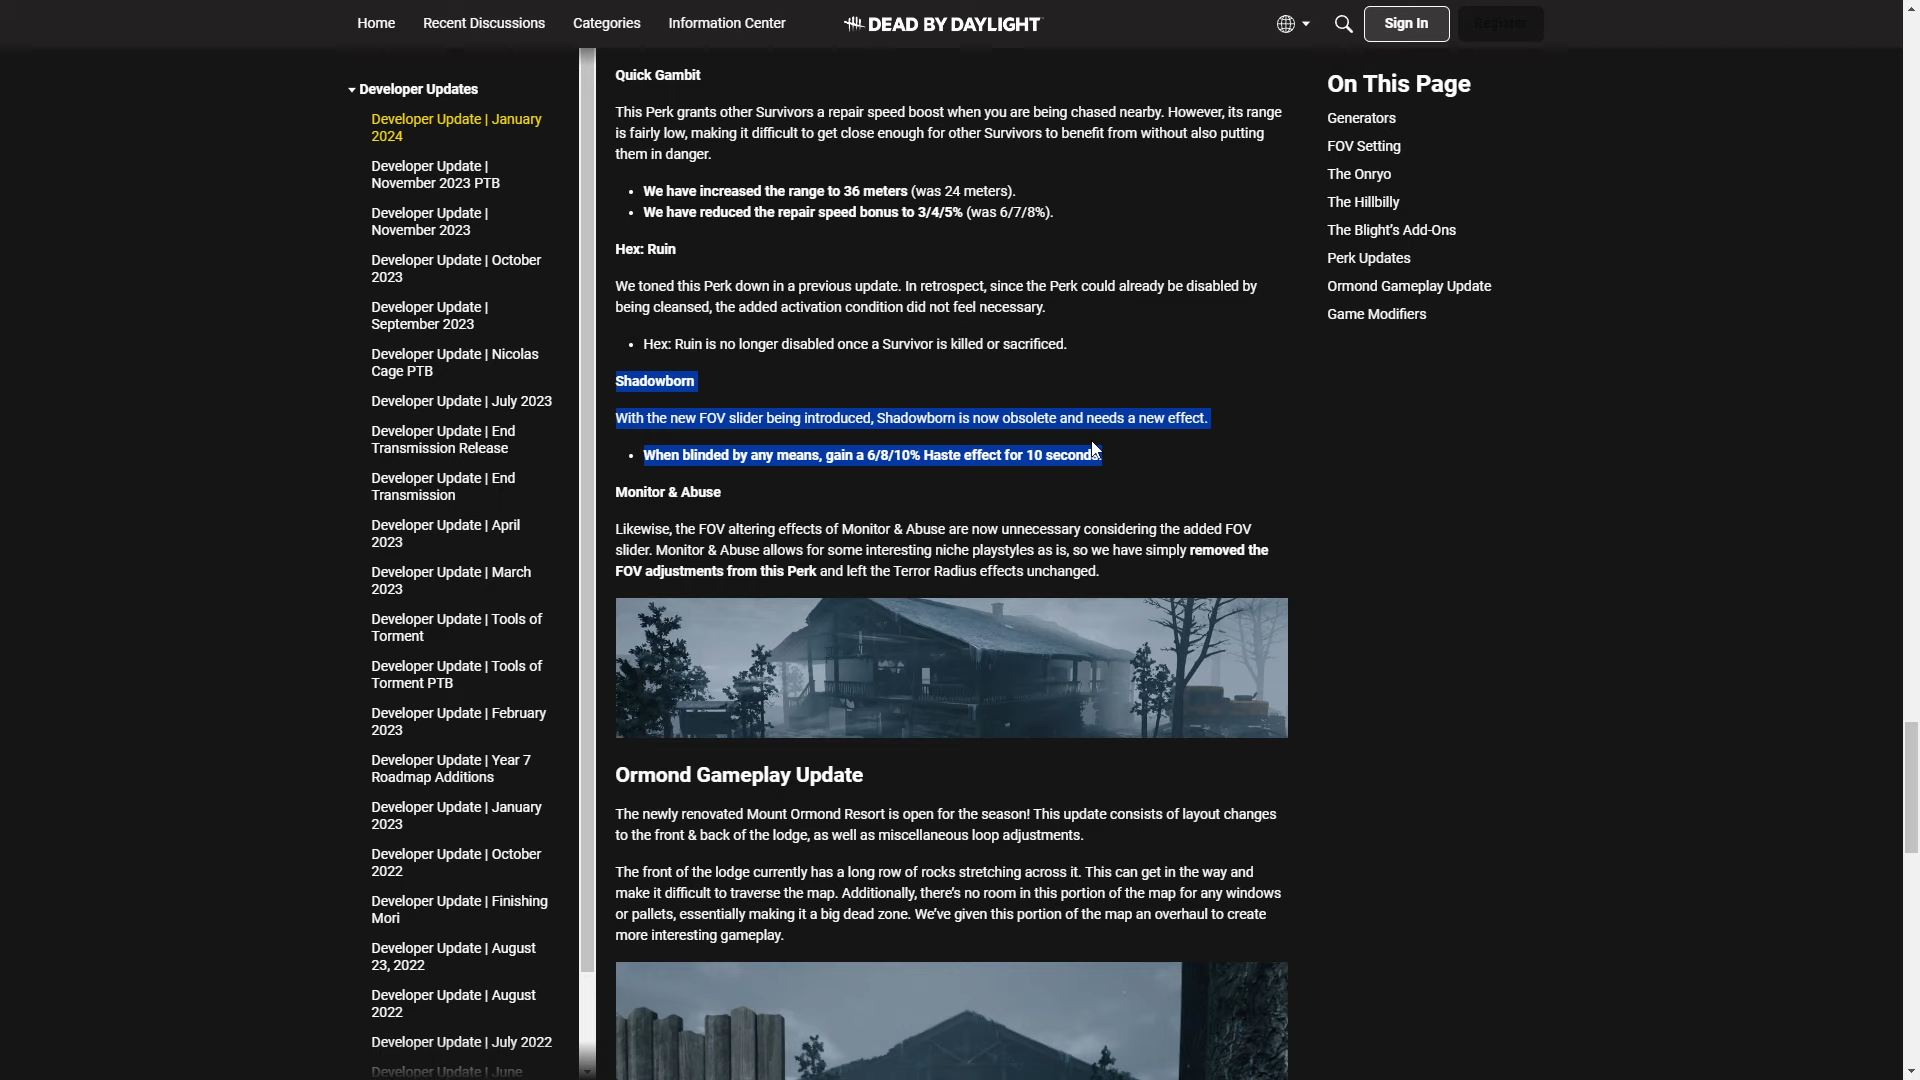 Home
Recent Discussions
Categories
Information Center
DEAD BY DAYLIGHT
Sign In
Register
Developer Updates
Developer Update | January
2024
Developer Update |
November 2023 PTB
Developer Update |
November 2023
Developer Update | October
2023
Developer Update |
September 2023
Developer Update | Nicolas
Cage PTB
Developer Update | July 2023
Developer Update | End
Transmission Release
Developer Update | End
Transmission
Developer Update | April
2023
Developer Update | March
2023
Developer Update | Tools of
Torment
Developer Update | Tools of
Torment PTB
Developer Update | February
2023
Developer Update | Year 7
Roadmap Additions
Developer Update | January
2023
Developer Update | October
2022
Developer Update | Finishing
Mori
Developer Update | August
23, 2022
Developer Update | August
2022
Developer Update | July 2022
Developer Update | June
Quick Gambit
This Perk grants other Survivors a repair speed boost when you are being chased nearby. However, its range
is fairly low, making it difficult to get close enough for other Survivors to benefit from without also putting
them in danger.
• We have increased the range to 36 meters (was 24 meters).
• We have reduced the repair speed bonus to 3/4/5% (was 6/7/8%).
Hex: Ruin
We toned this Perk down in a previous update. In retrospect, since the Perk could already be disabled by
being cleansed, the added activation condition did not feel necessary.
• Hex: Ruin is no longer disabled once a Survivor is killed or sacrificed.
Shadowborn
With the new FOV slider being introduced, Shadowborn is now obsolete and needs a new effect.
• When blinded by any means, gain a 6/8/10% Haste effect for 10 seconds.
Monitor & Abuse
Likewise, the FOV altering effects of Monitor & Abuse are now unnecessary considering the added FOV
slider. Monitor & Abuse allows for some interesting niche playstyles as is, so we have simply removed the
FOV adjustments from this Perk and left the Terror Radius effects unchanged.
Ormond Gameplay Update
The newly renovated Mount Ormond Resort is open for the season! This update consists of layout changes
to the front & back of the lodge, as well as miscellaneous loop adjustments.
The front of the lodge currently has a long row of rocks stretching across it. This can get in the way and
make it difficult to traverse the map. Additionally, there's no room in this portion of the map for any windows
or pallets, essentially making it a big dead zone. We've given this portion of the map an overhaul to create
more interesting gameplay.
On This Page
Generators
FOV Setting
The Onryo
The Hillbilly
The Blight's Add-Ons
Perk Updates
Ormond Gameplay Update
Game Modifiers